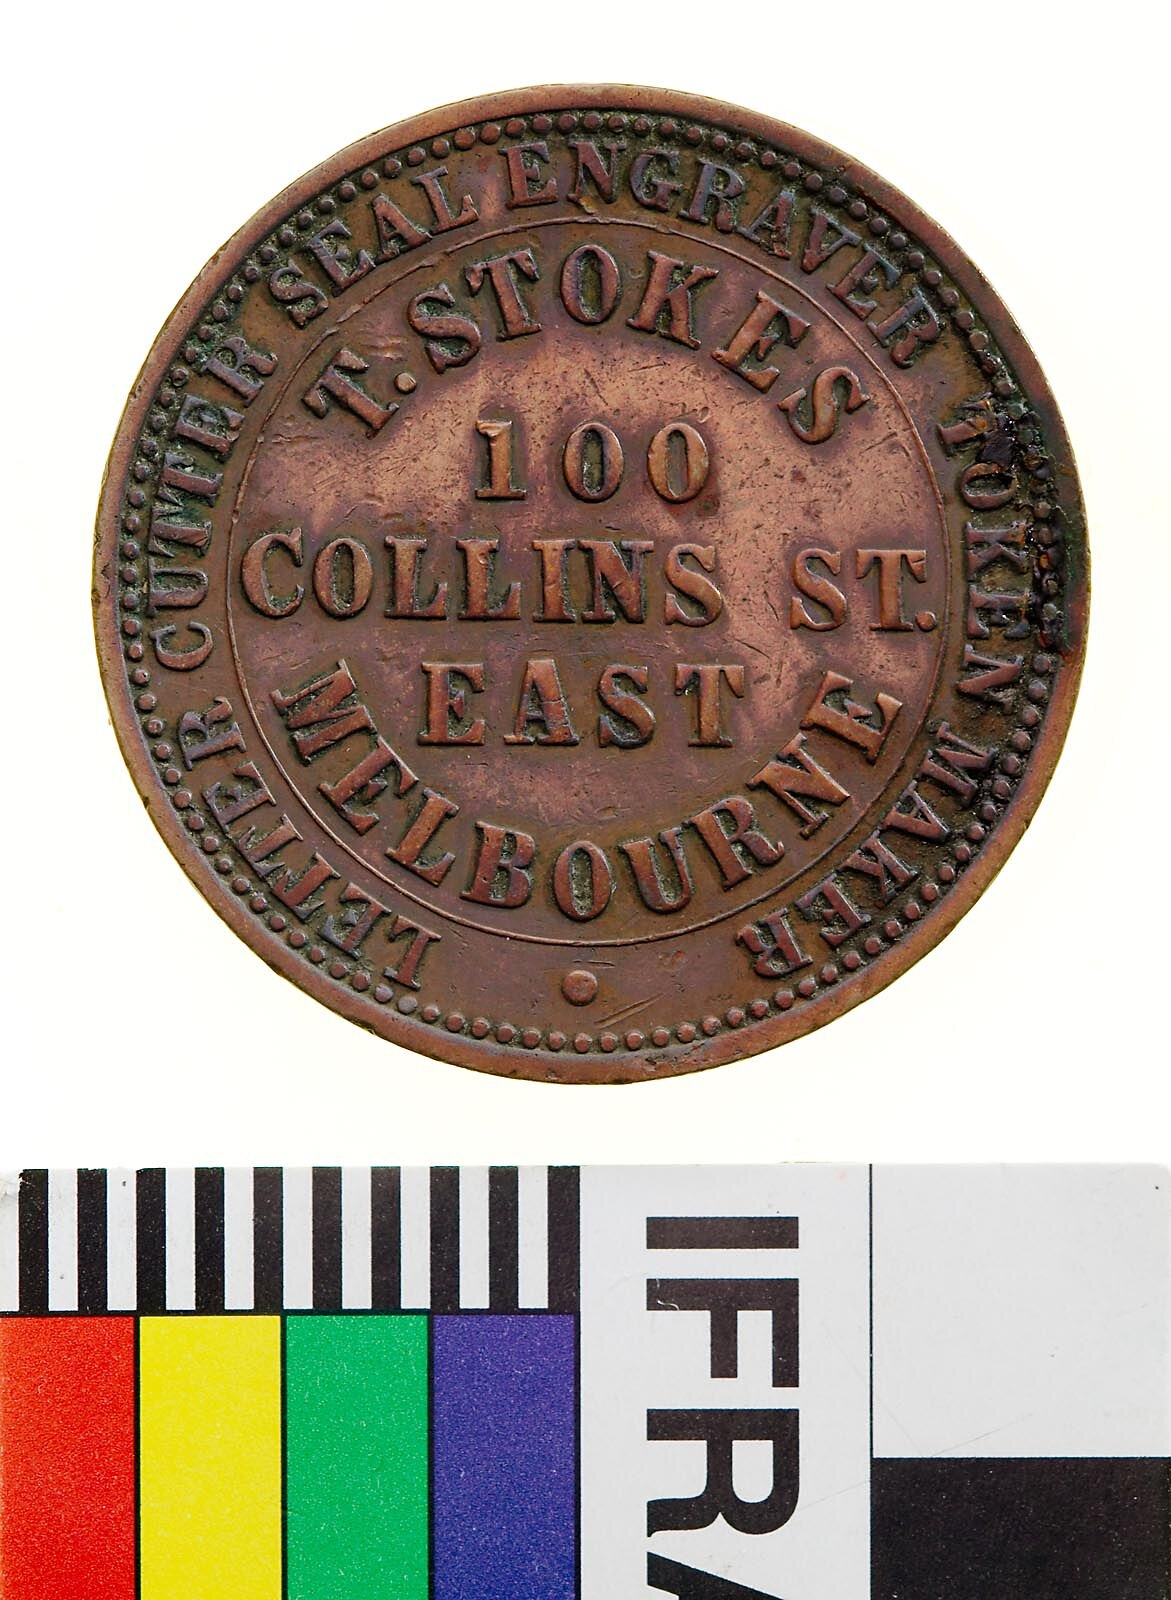 LETTER CUTTER SEAL ENGRAVER TOKEN MAKER
T. STOKES
100
COLLINS ST.
EAST
MELBOURNE
IFRA